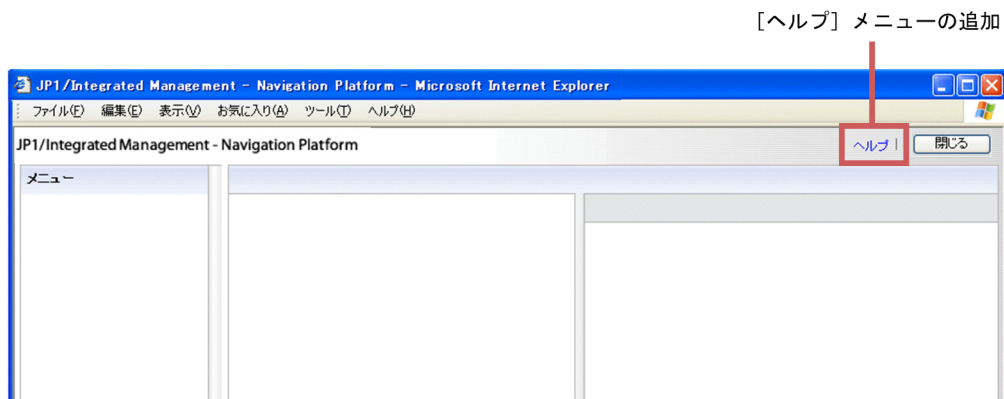 ［ヘルプ］メニューの追加
JP1/Integrated Management - Navigation Platform - Microsoft Internet Explorer
ファイル(F) 編集(E) 表示(V) お気に入り(A) ツール(T) ヘルプ(H)
JP1/Integrated Management - Navigation Platform ヘルプ | 閉じる
メニュー